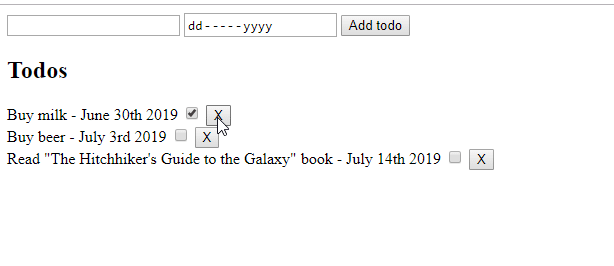 dd-----yyyy Add todo
Todos
Buy milk - June 30th 2019 X
Buy beer - July 3rd 2019 X
Read "The Hitchhiker's Guide to the Galaxy" book - July 14th 2019 X